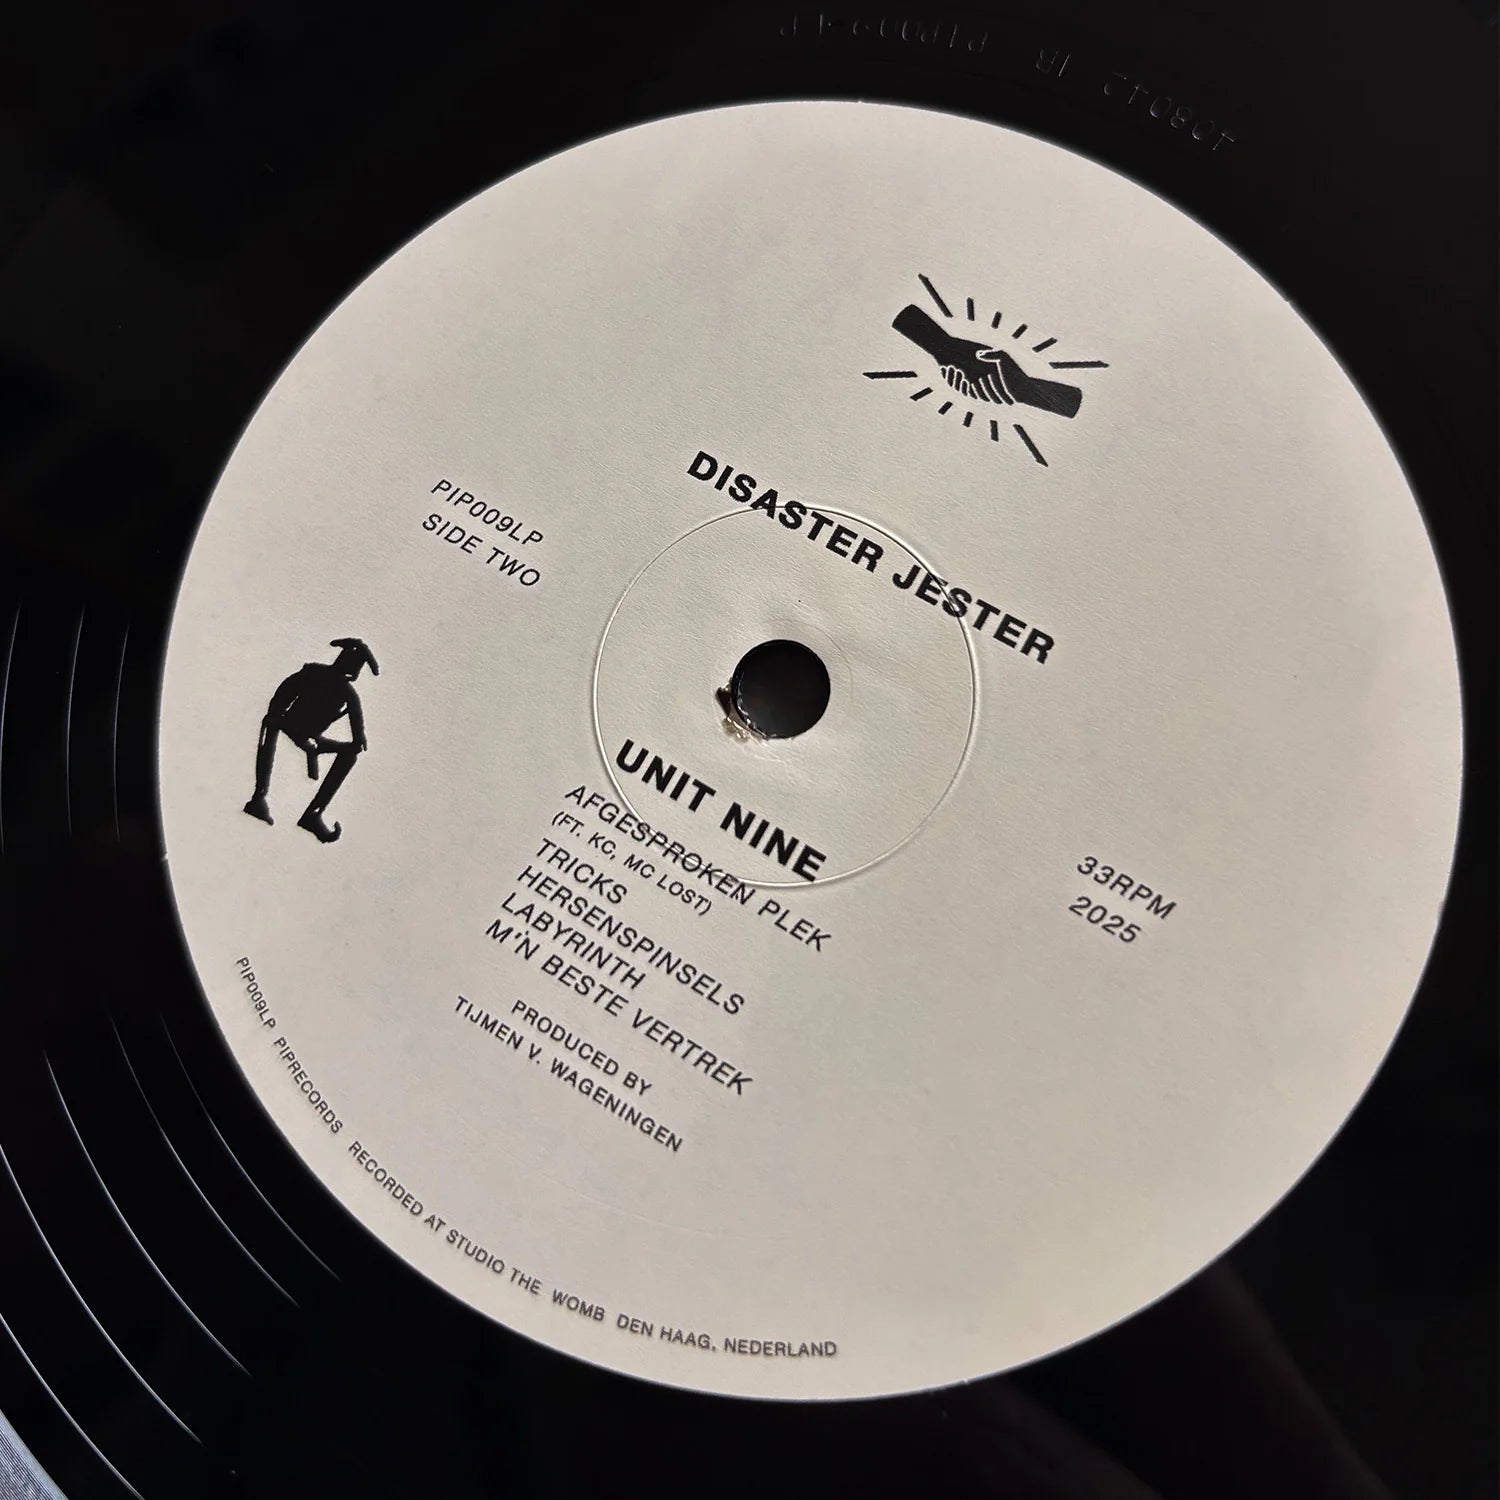 DISASTER JESTER
PIP009LP
SIDE TWO
UNIT NINE
AFGESPROKEN PLEK
(FT. KC, MC LOST)
TRICKS
HERSENSPINSELS
LABYRINTH
M'N BESTE VERTREK
PRODUCED BY
TIJMEN V. WAGENINGEN
33RPM
2025
PIP009LP PIPRECORDS RECORDED AT STUDIO THE WOMB DEN HAAG, NEDERLAND